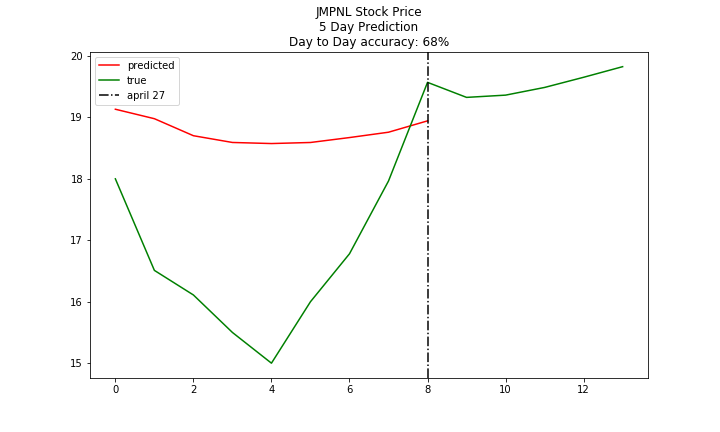 JMPNL Stock Price
5 Day Prediction
Day to Day accuracy: 68%
predicted
true
april 27
20
19
18
17
16
15
0 2 4 6 8 10 12